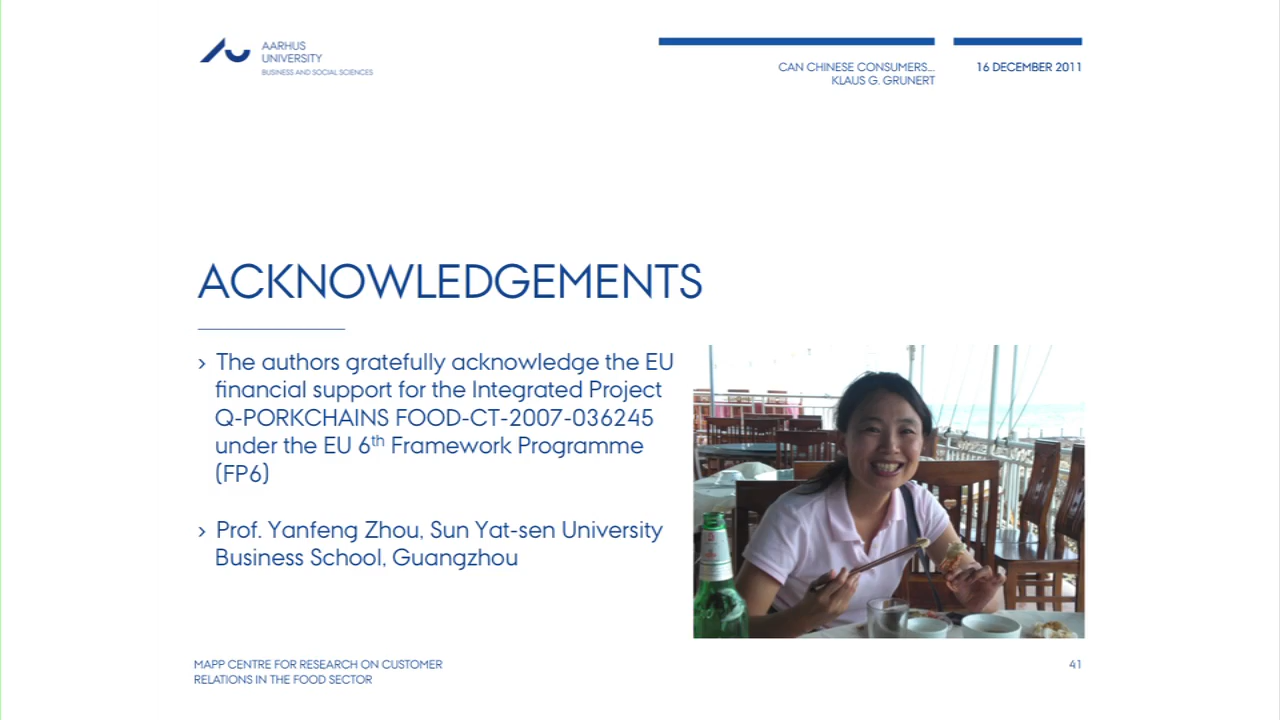 AARHUS
UNIVERSITY
BUSINESS AND SOCIAL SCIENCES
CAN CHINESE CONSUMERS...
KLAUS G. GRUNERT
16 DECEMBER 2011
ACKNOWLEDGEMENTS
› The authors gratefully acknowledge the EU
financial support for the Integrated Project
Q-PORKCHAINS FOOD-CT-2007-036245
under the EU 6th Framework Programme
(FP6)
› Prof. Yanfeng Zhou, Sun Yat-sen University
Business School, Guangzhou
MAPP CENTRE FOR RESEARCH ON CUSTOMER
RELATIONS IN THE FOOD SECTOR
41